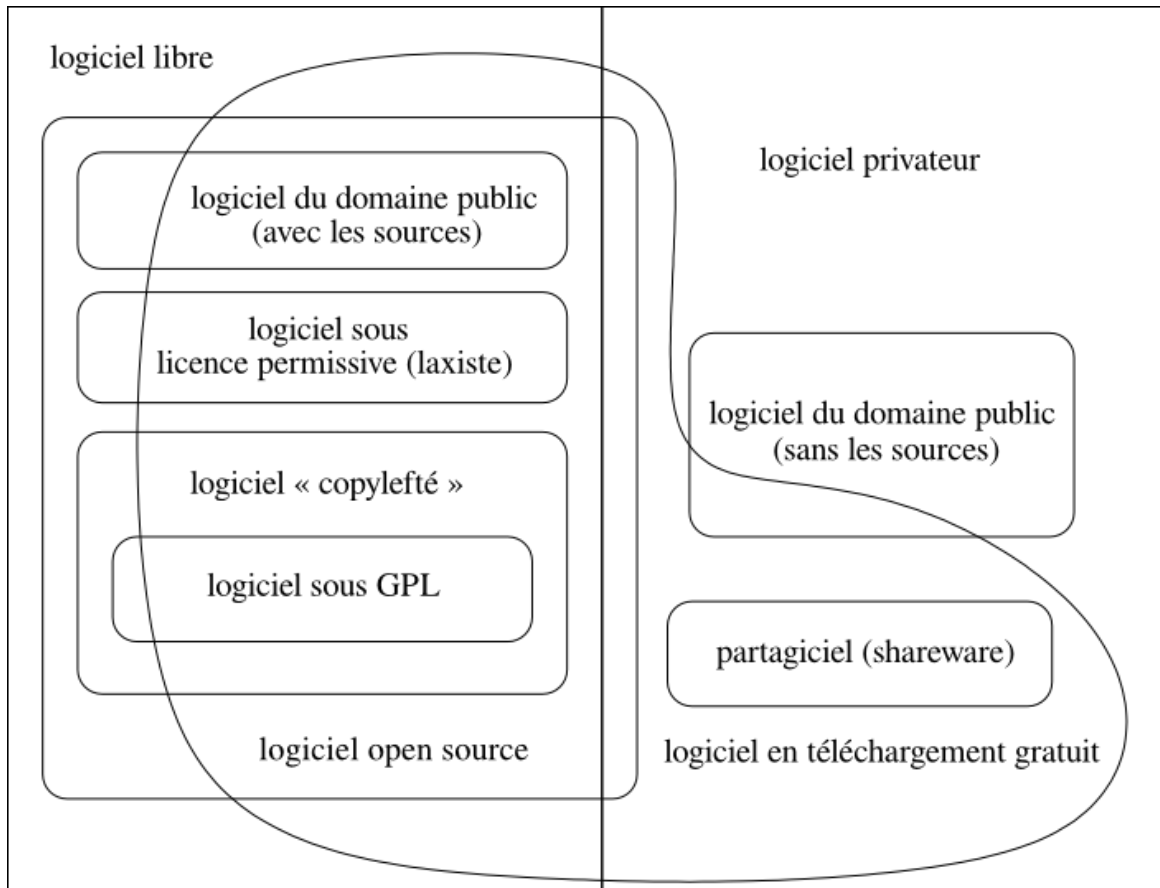 logiciel libre
logiciel privateur
logiciel du domaine public
(avec les sources)
logiciel sous
licence permissive (laxiste)
logiciel du domaine public
(sans les sources)
logiciel « copylefté »
logiciel sous GPL
partagiciel (shareware)
logiciel open source
logiciel en téléchargement gratuit